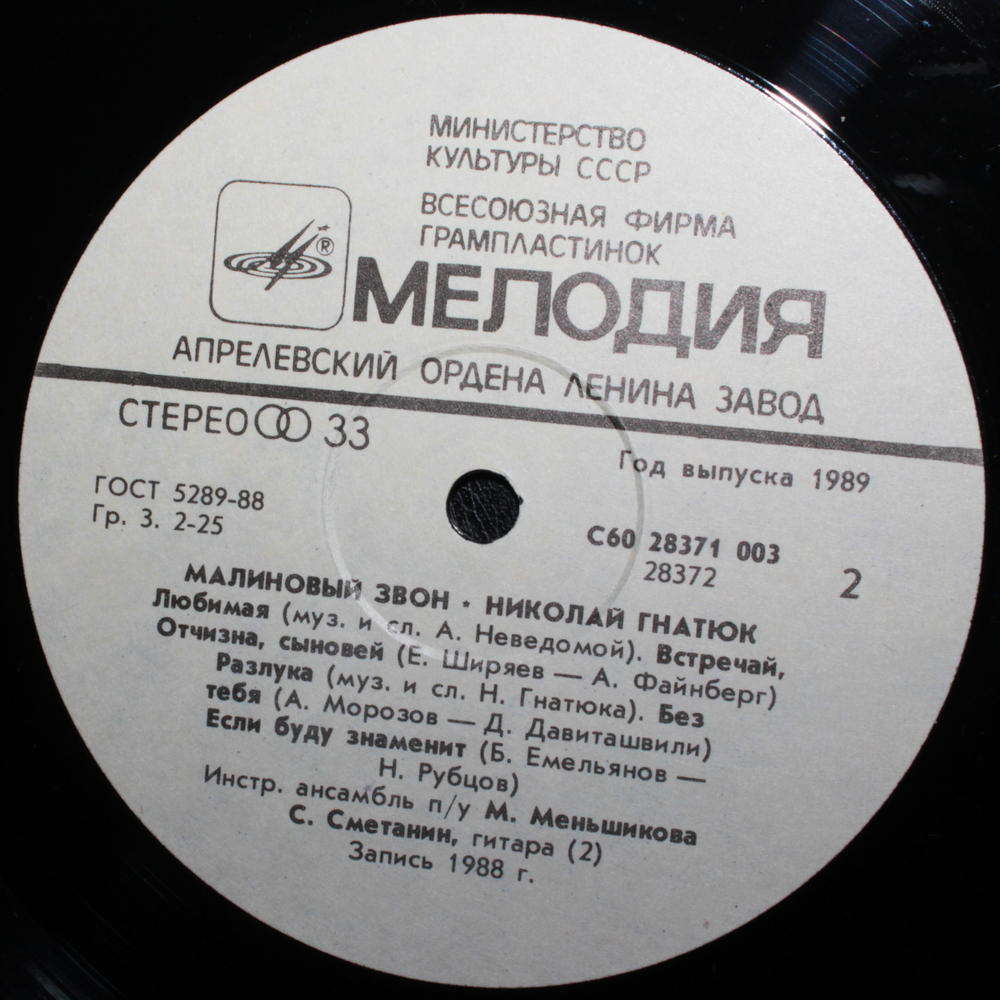 МИНИСТЕРСТВО
КУЛЬТУРЫ СССР
ВСЕСОЮЗНАЯ ФИРМА
ГРАМПЛАСТИНОК
®
МЕЛОДИЯ
АПРЕЛЕВСКИЙ ОРДЕНА ЛЕНИНА ЗАВОД
СТЕРЕО 33
Год выпуска 1989
ГОСТ 5289-88
Гр. 3. 2-25
С60 28371 003
28372
2
МАЛИНОВЫЙ ЗВОН · НИКОЛАЙ ГНАТЮК
Любимая (муз. и сл. А. Неведомой). Встречай,
Отчизна, сыновей (Е. Ширяев — А. Файнберг)
Разлука (муз. и сл. Н. Гнатюка). Без
тебя (А. Морозов — Д. Давиташвили)
Если буду знаменит (Б. Емельянов —
Н. Рубцов)
Инстр. ансамбль п/у М. Меньшикова
С. Сметанин, гитара (2)
Запись 1988 г.